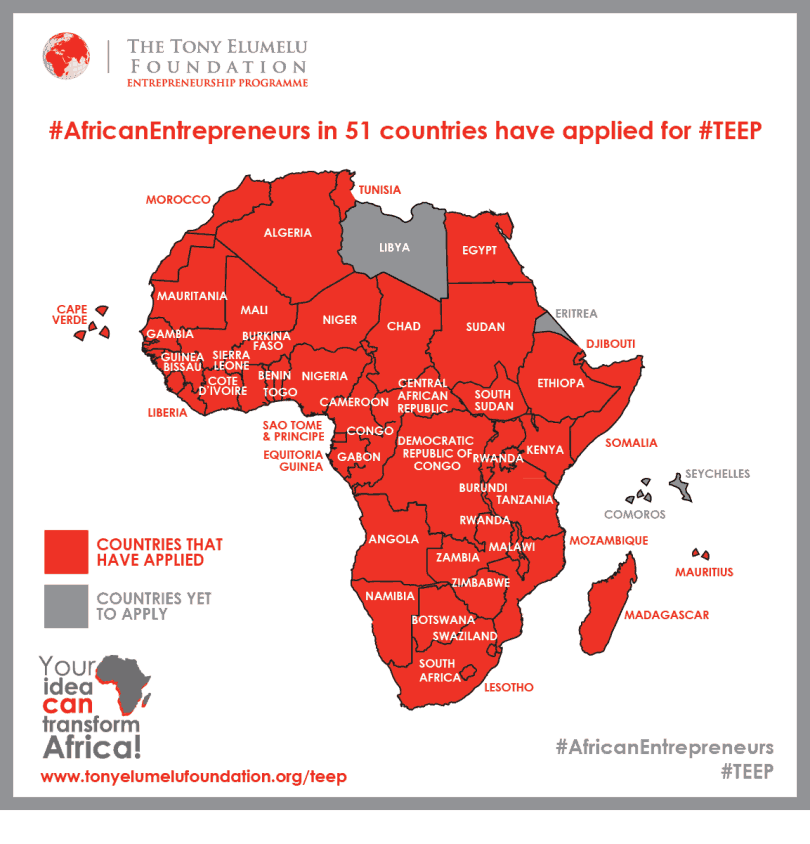 THE TONY ELUMELU
FOUNDATION
ENTREPRENEURSHIP PROGRAMME
#AfricanEntrepreneurs in 51 countries have applied for #TEEP
TUNISIA
MOROCCO
ALGERIA
LIBYA
EGYPT
MAURITANIA
MALI
NIGER
CHAD
SUDAN
ERITREA
CAPE
VERDE
GAMBIA
BURKINA
FASO
DJIBOUTI
GUINEA
BISSAU
SIERRA
LEONE
COTE
D'IVOIRE
BENIN
TOGO
NIGERIA
CAMEROON
CENTRAL
AFRICAN
REPUBLIC
SOUTH
SUDAN
ETHIOPA
LIBERIA
SAO TOME
& PRINCIPE
EQUITORIA
GUINEA
CONGO
GABON
DEMOCRATIC
REPUBLIC OF
CONGO
RWANDA
KENYA
SOMALIA
BURUNDI
TANZANIA
SEYCHELLES
COMOROS
RWANDA
ANGOLA
MALAWI
MOZAMBIQUE
ZAMBIA
MAURITIUS
ZIMBABWE
NAMIBIA
MADAGASCAR
BOTSWANA
SWAZILAND
SOUTH
AFRICA
LESOTHO
COUNTRIES THAT
HAVE APPLIED
COUNTRIES YET
TO APPLY
Your
idea
can
transform
Africa!
www.tonyelumelufoundation.org/teep
#AfricanEntrepreneurs
#TEEP